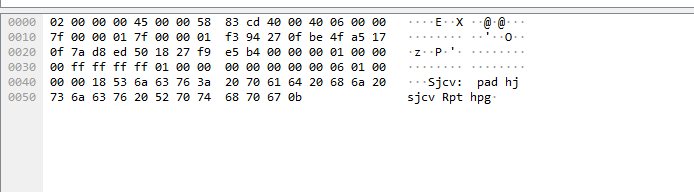 0000 02 00 00 00 45 00 00 58 83 cd 40 00 40 06 00 00 ····E··X ··@·@···
0010 7f 00 00 01 7f 00 00 01 f3 94 27 0f be 4f a5 17 ········ ··'··O··
0020 0f 7a d8 ed 50 18 27 f9 e5 b4 00 00 00 01 00 00 ·z··P·'· ········
0030 00 ff ff ff ff 01 00 00 00 00 00 00 00 06 01 00 ········ ········
0040 00 00 18 53 6a 63 76 3a 20 70 61 64 20 68 6a 20 ···Sjcv: pad hj
0050 73 6a 63 76 20 52 70 74 68 70 67 0b sjcv Rpt hpg·